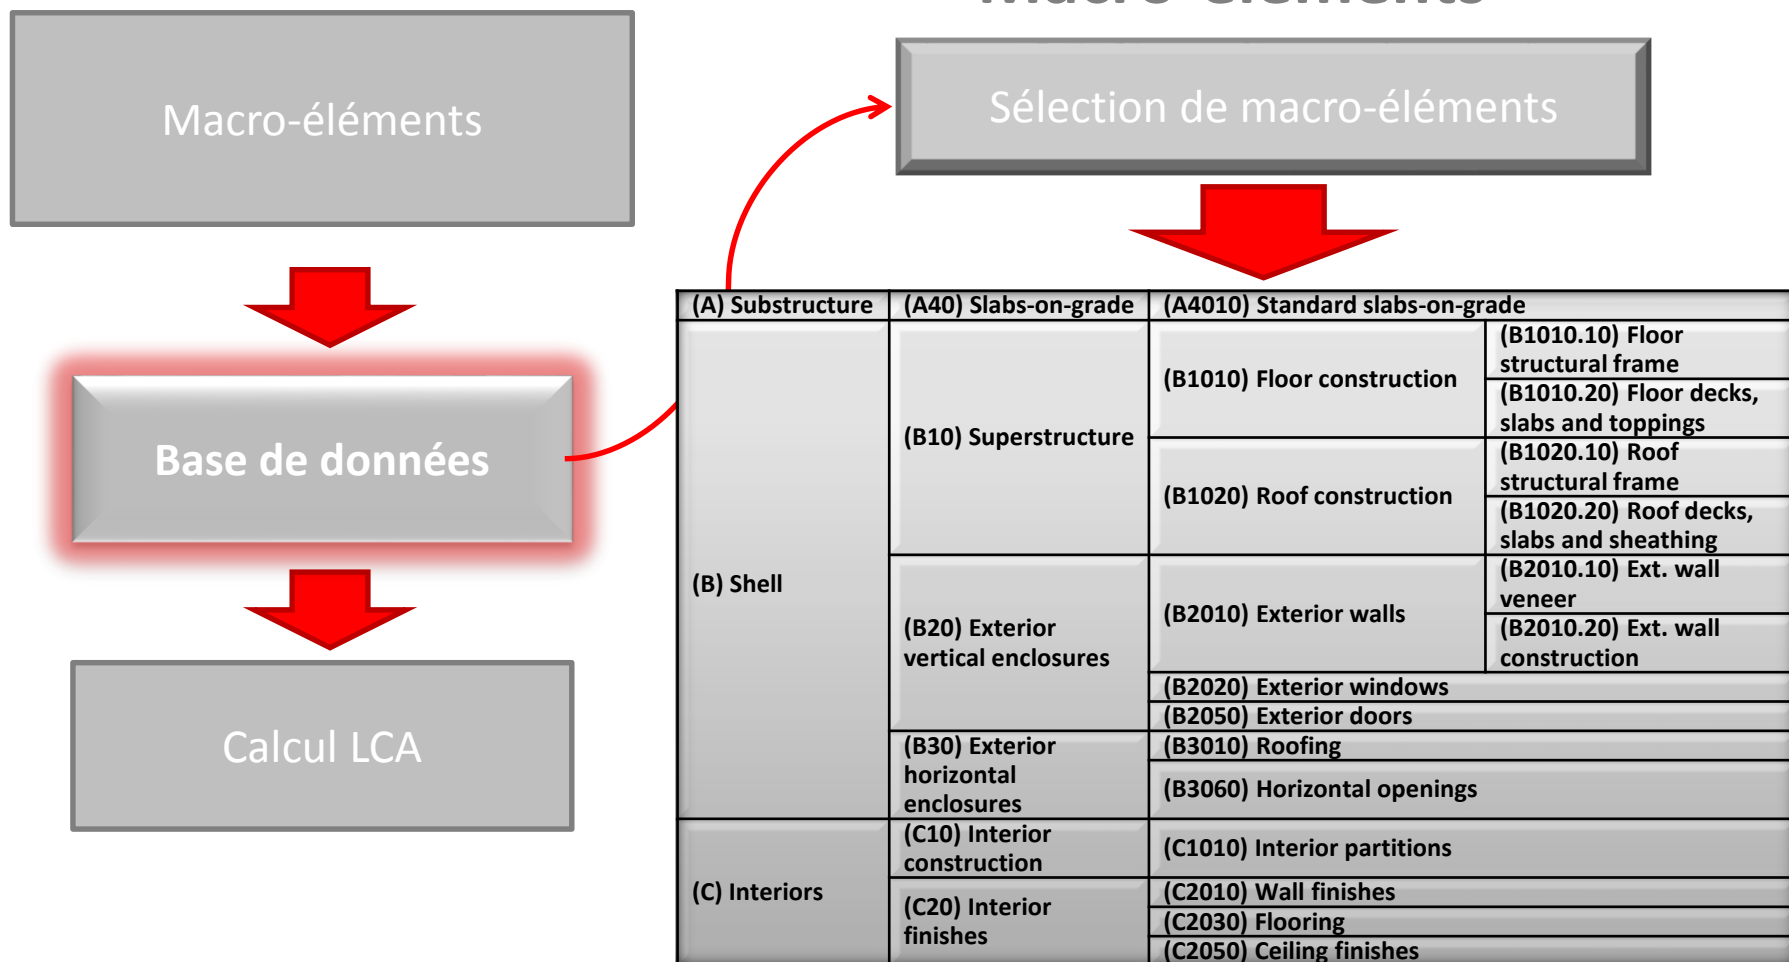 Macro-éléments
Macro-éléments
Base de données
Calcul LCA
Sélection de macro-éléments
(A) Substructure
(A40) Slabs-on-grade
(A4010) Standard slabs-on-grade
(B) Shell
(B10) Superstructure
(B1010) Floor construction
(B1010.10) Floor
structural frame
(B1010.20) Floor decks,
slabs and toppings
(B1020) Roof construction
(B1020.10) Roof
structural frame
(B1020.20) Roof decks,
slabs and sheathing
(B20) Exterior
vertical enclosures
(B2010) Exterior walls
(B2010.10) Ext. wall
veneer
(B2010.20) Ext. wall
construction
(B2020) Exterior windows
(B2050) Exterior doors
(B30) Exterior
horizontal
enclosures
(B3010) Roofing
(B3060) Horizontal openings
(C) Interiors
(C10) Interior
construction
(C1010) Interior partitions
(C20) Interior
finishes
(C2010) Wall finishes
(C2030) Flooring
(C2050) Ceiling finishes